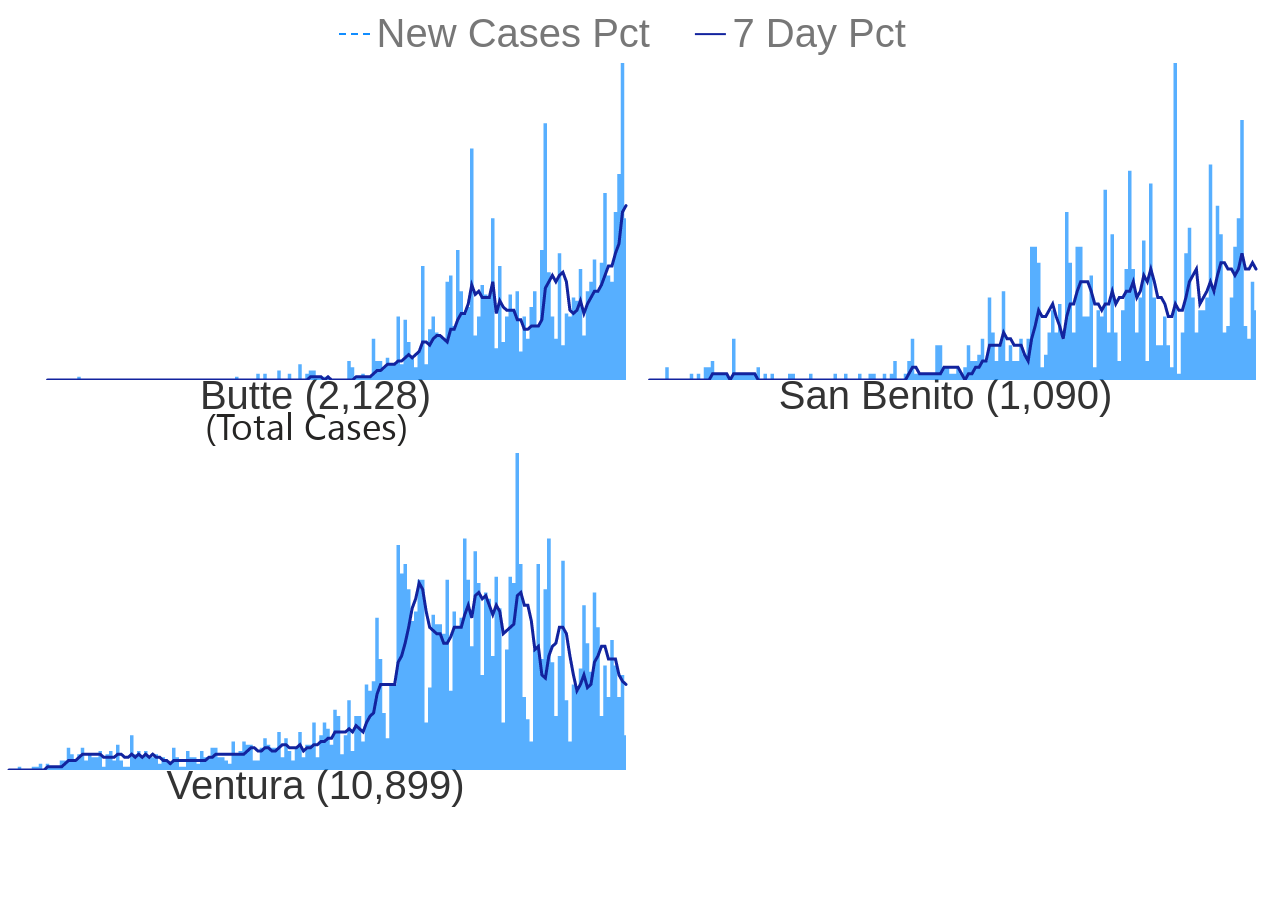 New Cases Pct 7 Day Pct
Butte (2,128)
(Total Cases)
San Benito (1,090)
Ventura (10,899)